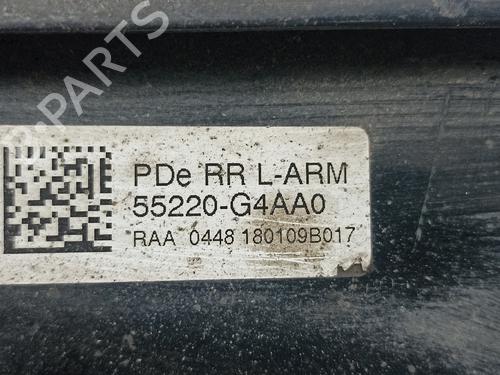 B-PARTS
PDe RR L-ARM
55220-G4AA0
RAA 0448 180109B017